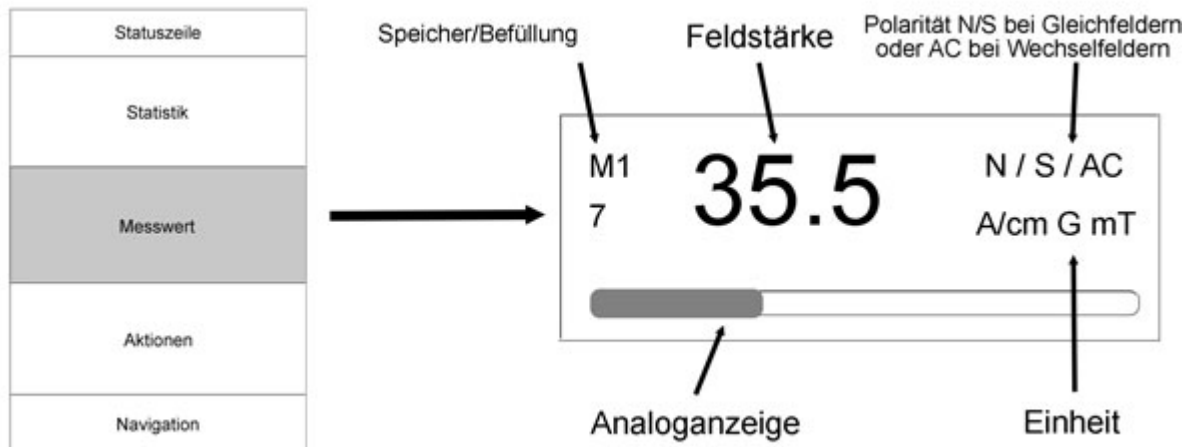 Statuszeile
Statistik
Messwert
Aktionen
Navigation
Speicher/Befüllung
Feldstärke
Polarität N/S bei Gleichfeldern
oder AC bei Wechselfeldern
M1
35.5
N / S / AC
7
A/cm G mT
Analoganzeige
Einheit